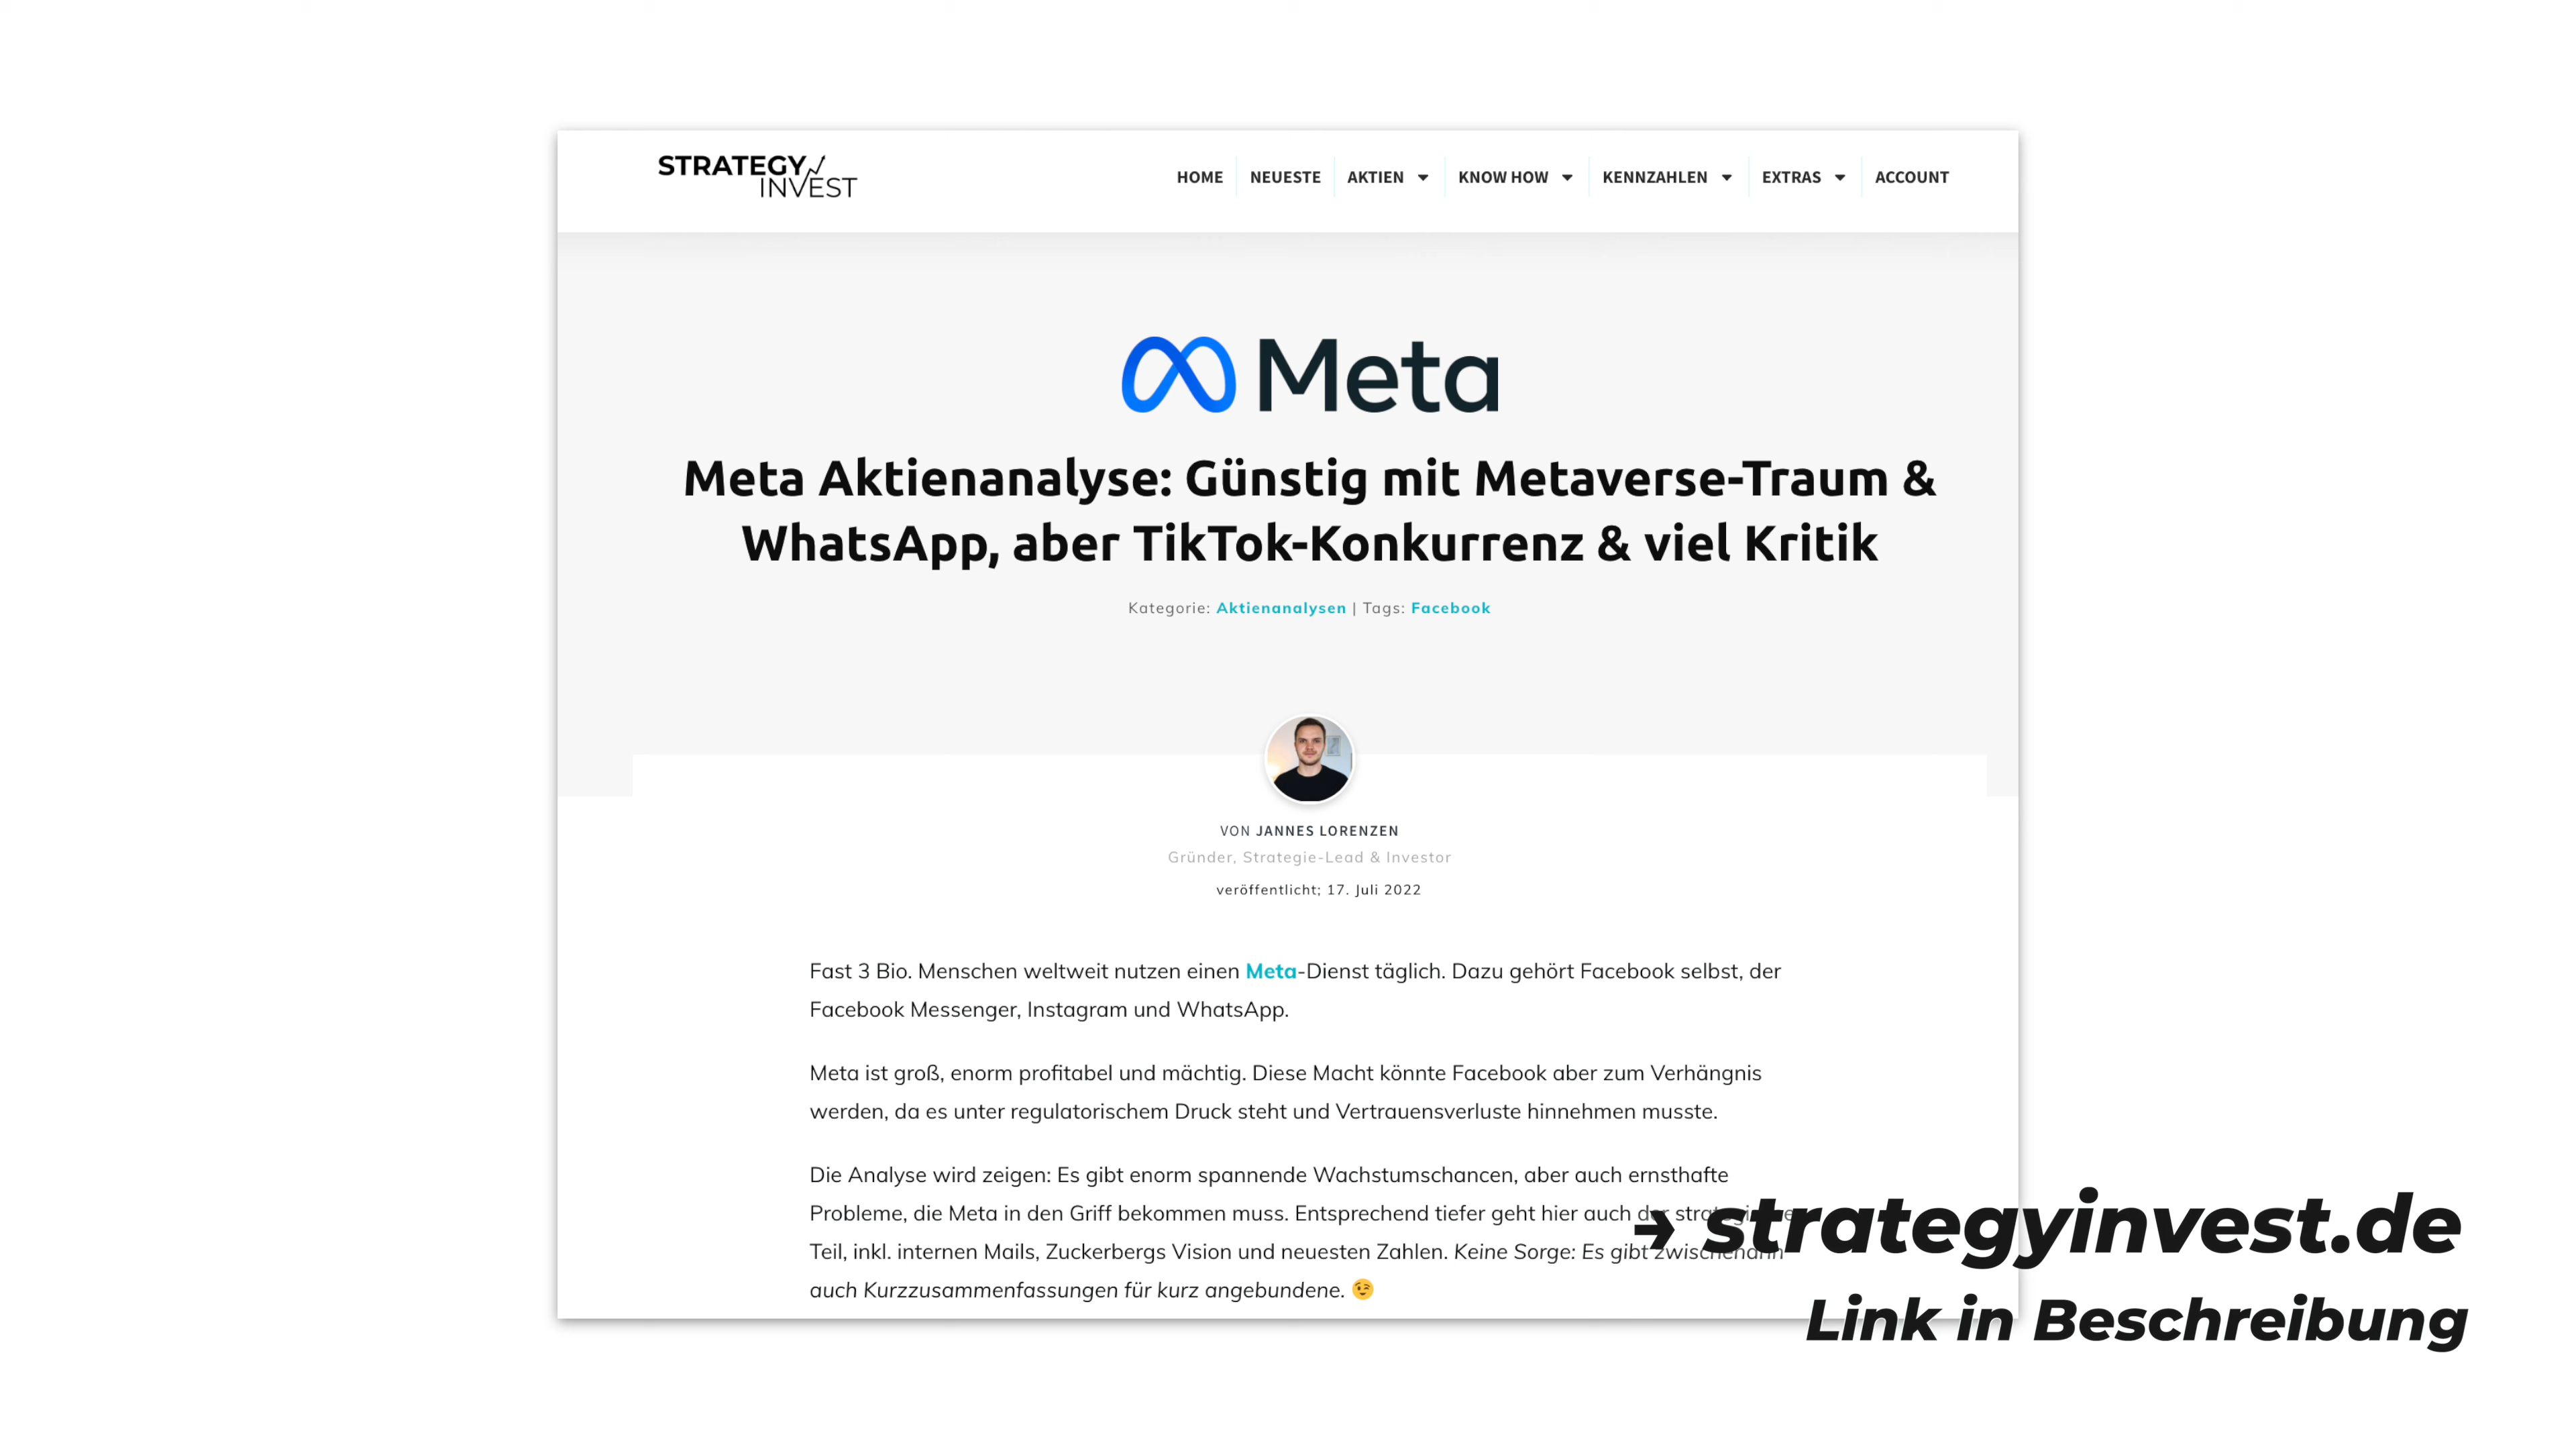 STRATEGY
INVEST
HOME NEUESTE AKTIEN KNOW HOW KENNZAHLEN EXTRAS ACCOUNT
Meta
Meta Aktienanalyse: Günstig mit Metaverse-Traum &
WhatsApp, aber TikTok-Konkurrenz & viel Kritik
Kategorie: Aktienanalysen | Tags: Facebook
VON JANNES LORENZEN
Gründer, Strategie-Lead & Investor
veröffentlicht; 17. Juli 2022
Fast 3 Bio. Menschen weltweit nutzen einen Meta-Dienst täglich. Dazu gehört Facebook selbst, der
Facebook Messenger, Instagram und WhatsApp.
Meta ist groß, enorm profitabel und mächtig. Diese Macht könnte Facebook aber zum Verhängnis
werden, da es unter regulatorischem Druck steht und Vertrauensverluste hinnehmen musste.
Die Analyse wird zeigen: Es gibt enorm spannende Wachstumschancen, aber auch ernsthafte
Probleme, die Meta in den Griff bekommen muss. Entsprechend tiefer geht hier auch der
Teil, inkl. internen Mails, Zuckerbergs Vision und neuesten Zahlen. Keine Sorge: Es gibt zwischendrin
auch Kurzzusammenfassungen für kurz angebundene. 😉
→ strategyinvest.de
Link in Beschreibung